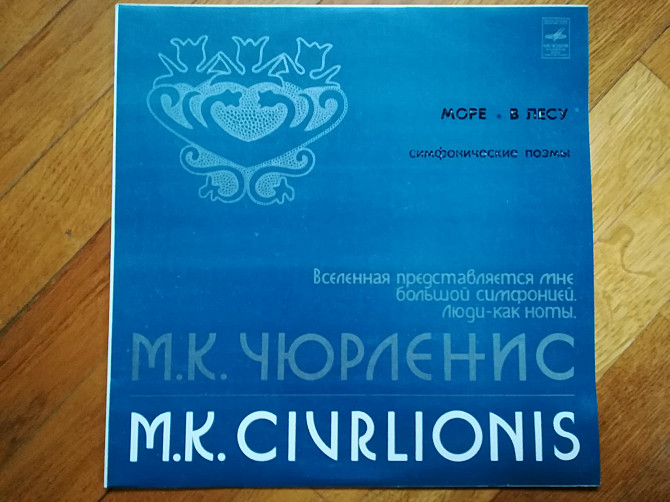 МОРЕ • В ЛЕСУ
СИМФОНИЧЕСКИЕ ПОЭМЫ
Вселенная представляется мне
большой симфонией.
Люди-как ноты.
М.К. ЧЮРЛЕНИС
M.K. CIVRLIONIS